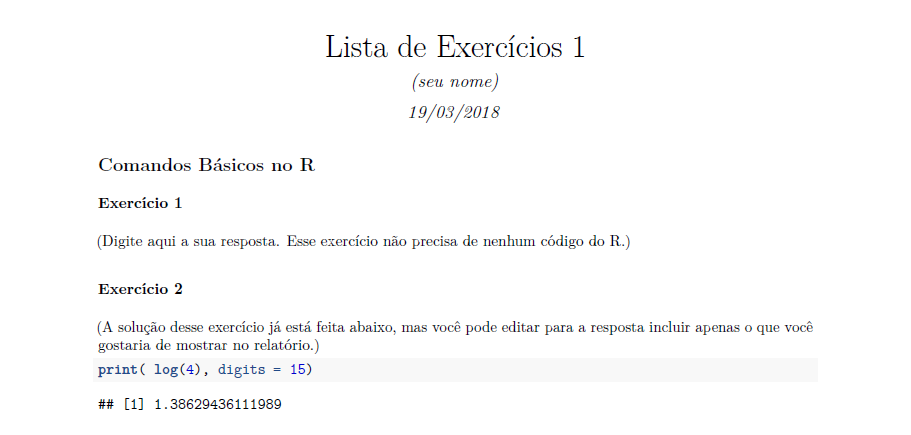 Lista de Exercícios 1
(seu nome)
19/03/2018
Comandos Básicos no R
Exercício 1
(Digite aqui a sua resposta. Esse exercício não precisa de nenhum código do R.)
Exercício 2
(A solução desse exercício já está feita abaixo, mas você pode editar para a resposta incluir apenas o que você
gostaria de mostrar no relatório.)
print( log(4), digits = 15)
## [1] 1.38629436111989